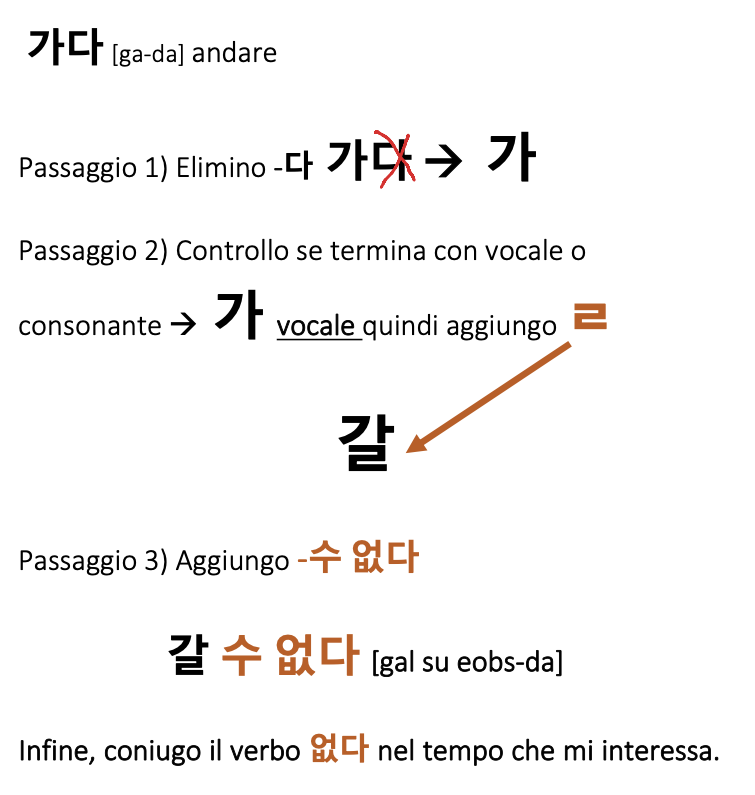 가다 [ga-da] andare
Passaggio 1) Elimino -다 가다 → 가
Passaggio 2) Controllo se termina con vocale o
consonante → 가 vocale quindi aggiungo ㄹ
갈
Passaggio 3) Aggiungo -수 없다
갈 수 없다 [gal su eobs-da]
Infine, coniugo il verbo 없다 nel tempo che mi interessa.